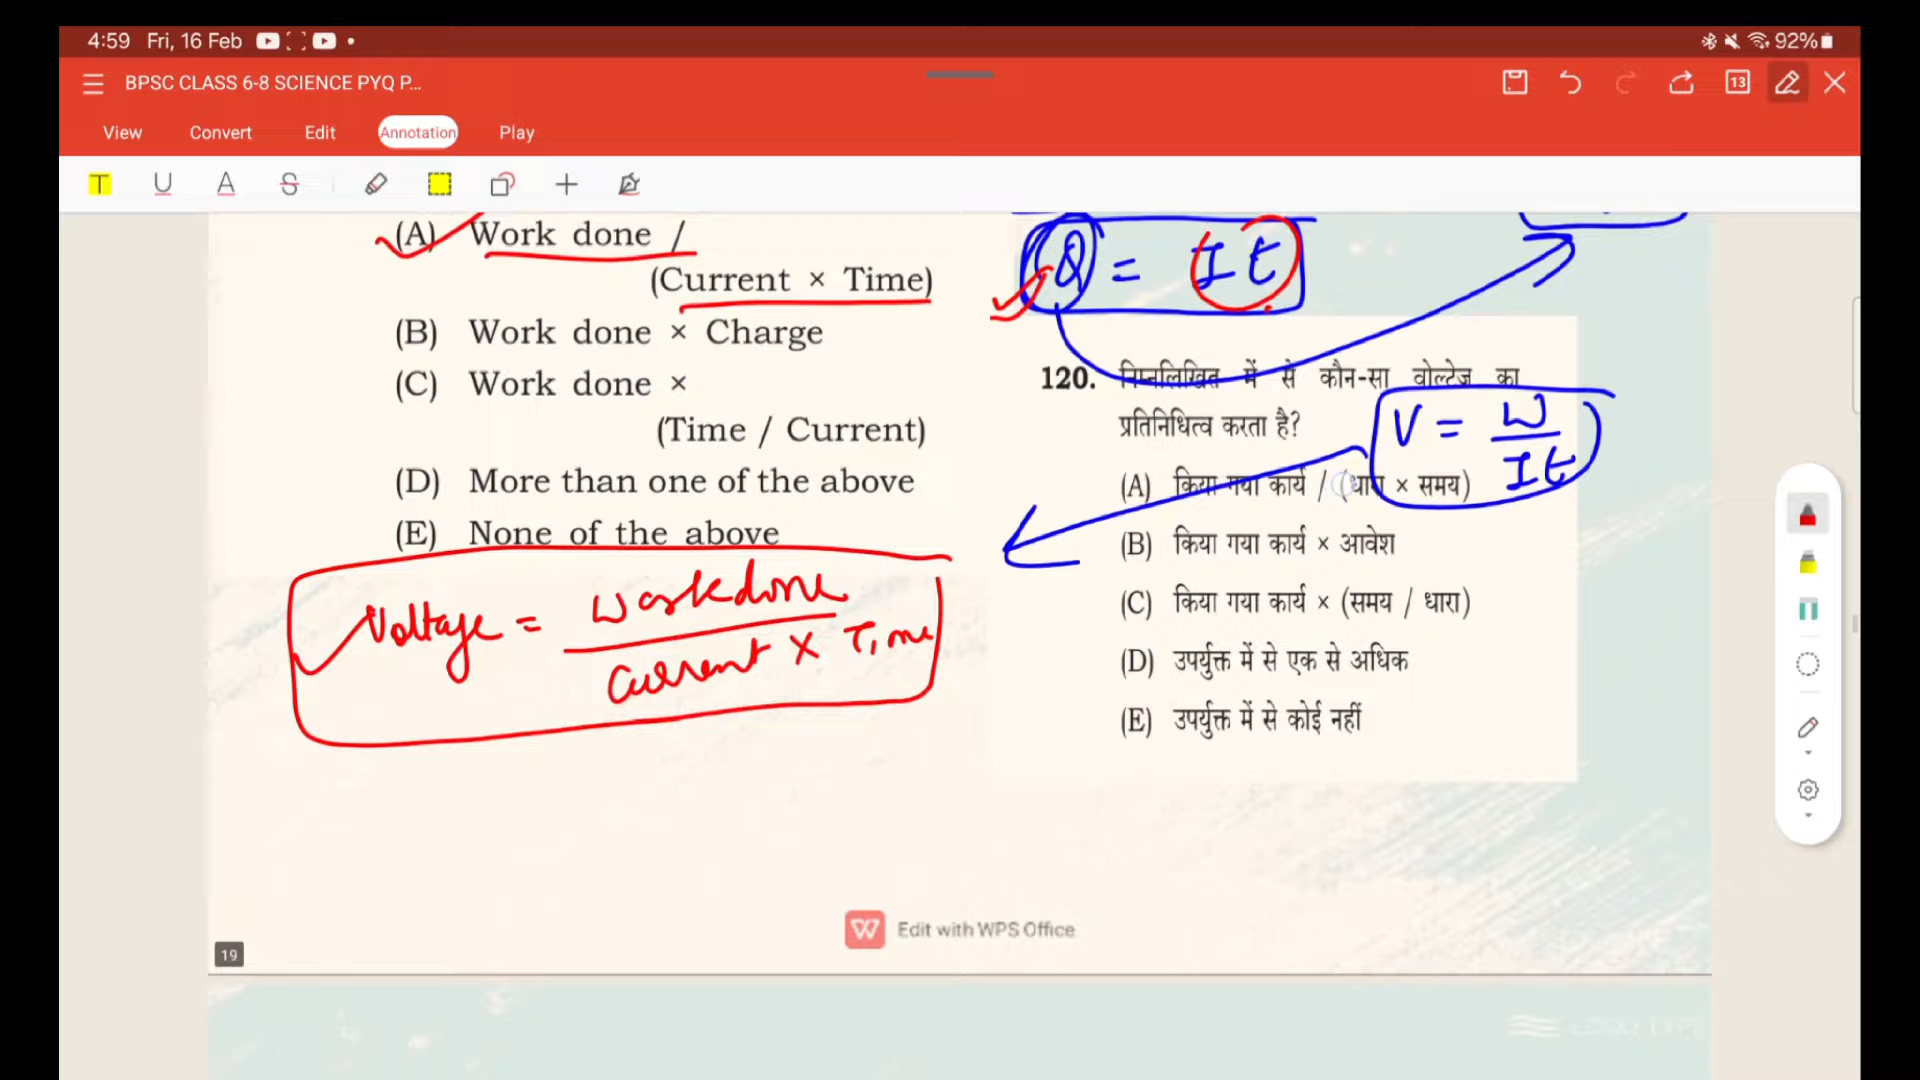 4:59 Fri, 16 Feb
92%
BPSC CLASS 6-8 SCIENCE PYQ P...
13
View Convert Edit Annotation Play
T U A S
(A) Work done /
(Current × Time)
(B) Work done × Charge
(C) Work done ×
(Time / Current)
(D) More than one of the above
(E) None of the above
Voltage = Workdone
Current × Time
Q = It
120. निम्नलिखित में से कौन-सा वोल्टेज का
प्रतिनिधित्व करता है?
V = W
It
(A) किया गया कार्य / (धारा × समय)
(B) किया गया कार्य × आवेश
(C) किया गया कार्य × (समय / धारा)
(D) उपर्युक्त में से एक से अधिक
(E) उपर्युक्त में से कोई नहीं
Edit with WPS Office
19